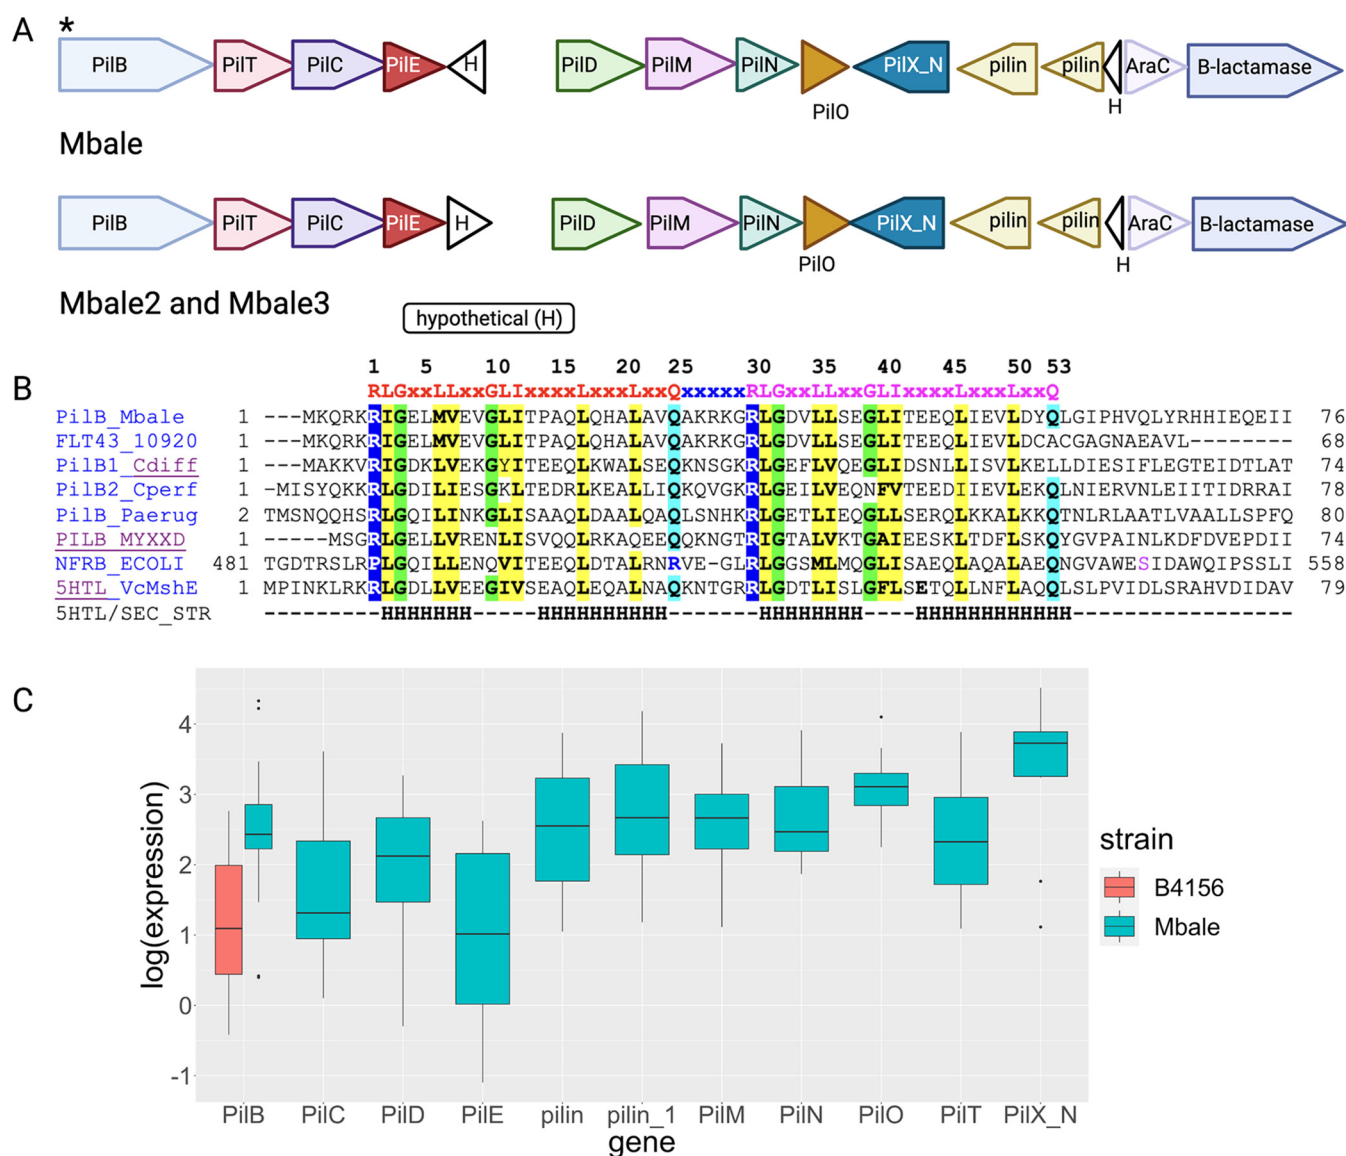 A
*
PilB PilT PilC PilE H PilD PilM PilN PilX_N pilin pilin AraC B-lactamase
PilO H
Mbale
PilB PilT PilC PilE H PilD PilM PilN PilX_N pilin pilin AraC B-lactamase
PilO H
Mbale2 and Mbale3
hypothetical (H)
B
1 5 10 15 20 25 30 35 40 45 50 53
RLGxxLLxxGLIxxxxLxxxLxxQxxxxxRLGxxLLxxGLIxxxxLxxxLxxQ
PilB_Mbale 1 ---MKQRKRIGELMVEVGLITPAQLQHALAVQAKRKGRLGDVLLSEGLITEEQLIEVLDYQLGIPHVQLYRHHIEQEII 76
FLT43_10920 1 ---MKQRKRIGELMVEVGLITPAQLQHALAVQAKRKGRLGDVLLSEGLITEEQLIEVLDCACGAGNAEAVL-------- 68
PilB1_Cdiff 1 ---MAKKVRIGDKLVEKGYITEEQLKWALSEQKNSGKRLGEFLVQEGLIDSNLLISVLKELLDIESIFLEGTEIDTLAT 74
PilB2_Cperf 1 -MISYQKKRLGDILIESGKLTEDRLKEALLIQKQVGKRLGEILVEQNFVTEEDIIEVLEKQLNIERVNLEIITIDRRAI 78
PilB_Paerug 2 TMSNQQHSRLGQILINKGLISAAQLDAALQAQLSNHKRLGETLIEQGLLSERQLKKALKKQTNLRLAATLVAALLSPFQ 80
PILB_MYXXD 1 -----MSGRLGELLVRENLISVQQLRKAQEEQQKNGTRIGTALVKTGAIEESKLTDFLSKQYGVPAINLKDFDVEPDII 74
NFRB_ECOLI 481 TGDTRSLRPLGQLLLENQVITEEQLDTALRNRVE-GLRLGGSMLMQGLISAEQLAQALAEQNGVAWESIDAWQIPSSLI 558
5HTL_VcMshE 1 MPINKLRKRLGDLLVEEGIVSEAQLEQALNAQKNTGRRLGDTLISLGFLSETQLLNFLAQQLSLPVIDLSRAHVDIDAV 79
5HTL/SEC_STR ---------HHHHHHH-----HHHHHHHHHH-------HHHHHHHH----HHHHHHHHHHHH-----------------
C
log(expression)
4
3
2
1
0
-1
PilB PilC PilD PilE pilin pilin_1 PilM PilN PilO PilT PilX_N
gene
strain
B4156
Mbale